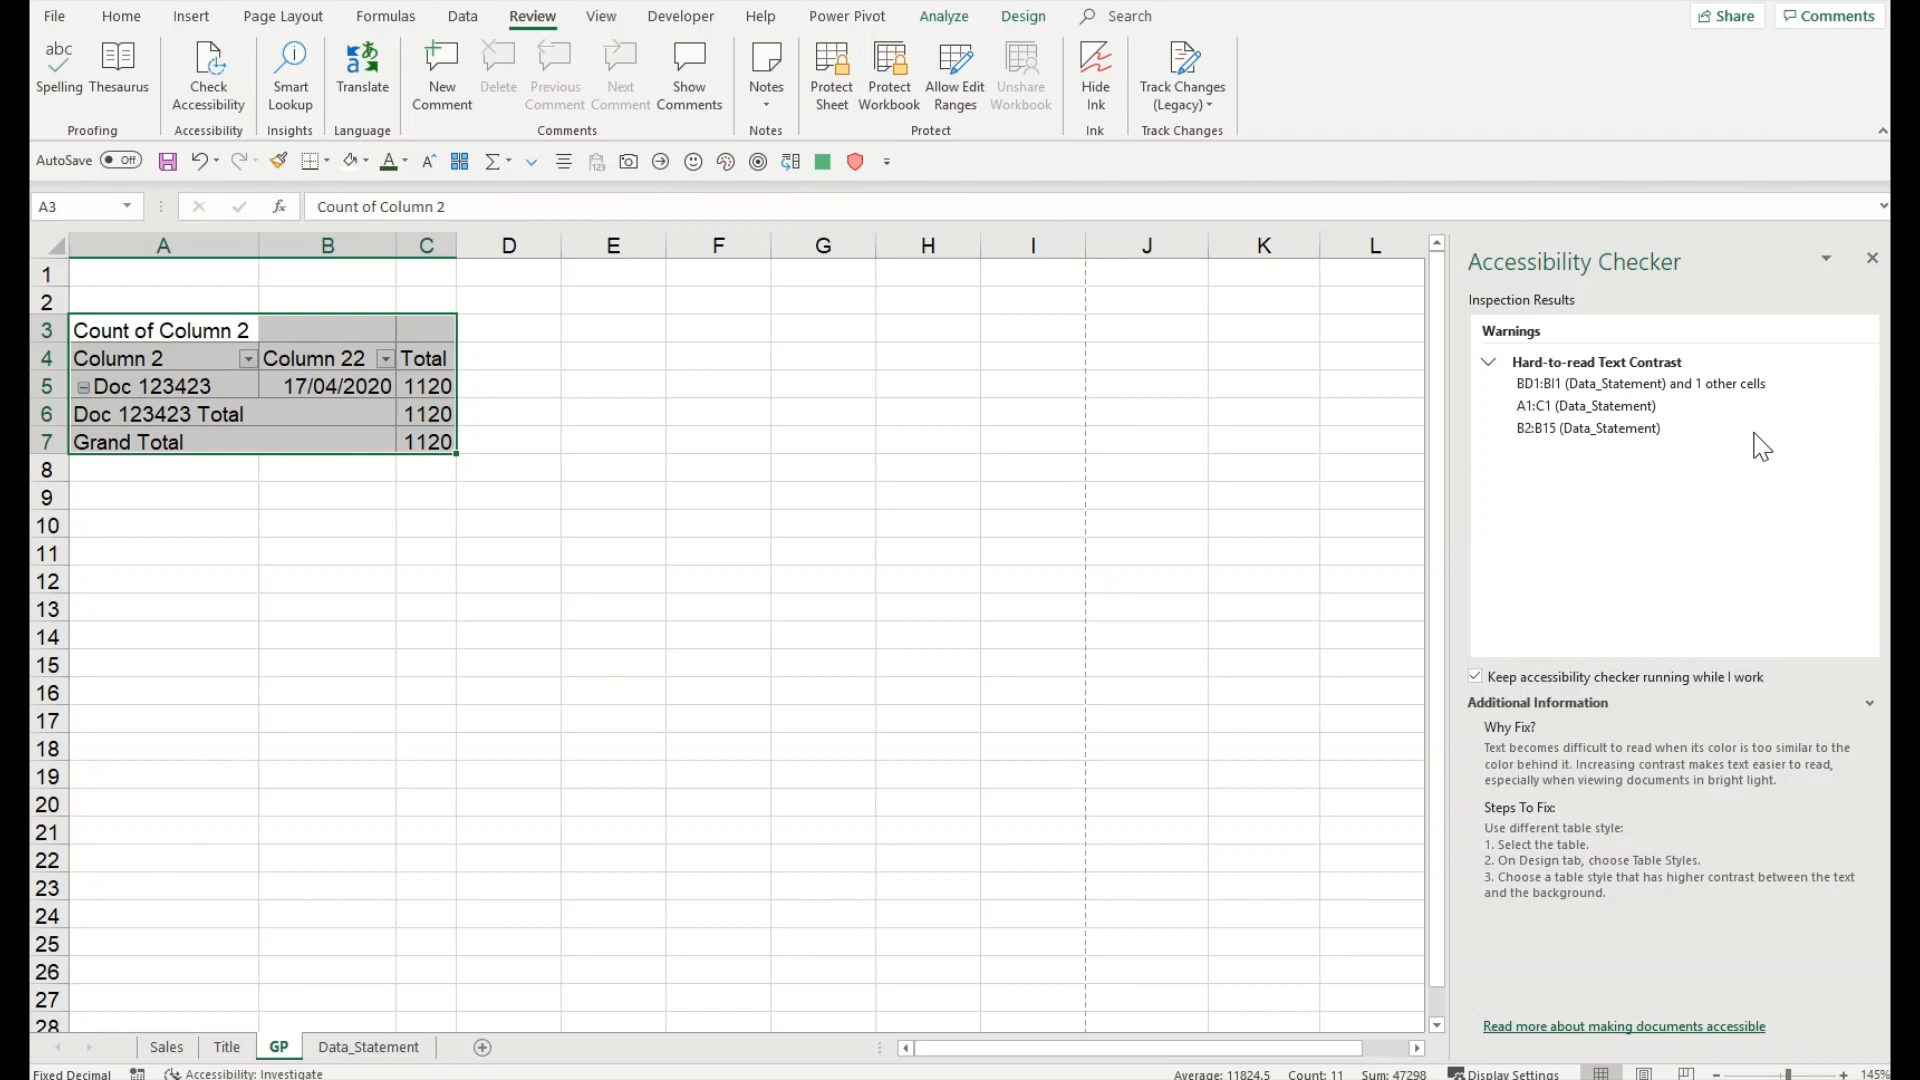 File Home Insert Page Layout Formulas Data Review View Developer Help Power Pivot Analyze Design Search Share Comments
abc
Spelling Thesaurus
Proofing
Check
Accessibility
Accessibility
Smart
Lookup
Insights
Translate
Language
New
Comment
Delete
Previous
Comment
Next
Comment
Show
Comments
Comments
Notes
Notes
Protect
Sheet
Protect
Workbook
Allow Edit
Ranges
Unshare
Workbook
Protect
Hide
Ink
Ink
Track Changes
(Legacy)
Track Changes
AutoSave Off
A3 fx Count of Column 2
A B C D E F G H I J K L
1
2
3 Count of Column 2
4 Column 2 Column 22 Total
5 Doc 123423 17/04/2020 1120
6 Doc 123423 Total 1120
7 Grand Total 1120
8
9
10
11
12
13
14
15
16
17
18
19
20
21
22
23
24
25
26
27
28
Accessibility Checker
Inspection Results
Warnings
Hard-to-read Text Contrast
BD1:BI1 (Data_Statement) and 1 other cells
A1:C1 (Data_Statement)
B2:B15 (Data_Statement)
Keep accessibility checker running while I work
Additional Information
Why Fix?
Text becomes difficult to read when its color is too similar to the
color behind it. Increasing contrast makes text easier to read,
especially when viewing documents in bright light.
Steps To Fix:
Use different table style:
1. Select the table.
2. On Design tab, choose Table Styles.
3. Choose a table style that has higher contrast between the text
and the background.
Read more about making documents accessible
Sales Title GP Data_Statement
Fixed Decimal Accessibility: Investigate Average: 11824.5 Count: 11 Sum: 47298 Display Settings 145%